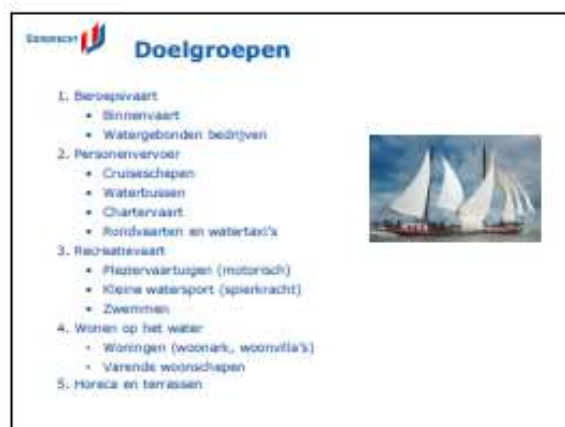 DORDRECHT
Doelgroepen
1. Beroepsvaart
• Binnenvaart
• Watergebonden bedrijven
2. Personenvervoer
• Cruiseschepen
• Waterbussen
• Chartervaart
• Rondvaarten en watertaxi's
3. Recreatievaart
• Pleziervaartuigen (motorisch)
• Kleine watersport (spierkracht)
• Zwemmen
4. Wonen op het water
• Woningen (woonark, woonvilla's)
• Varende woonschepen
5. Horeca en terrassen